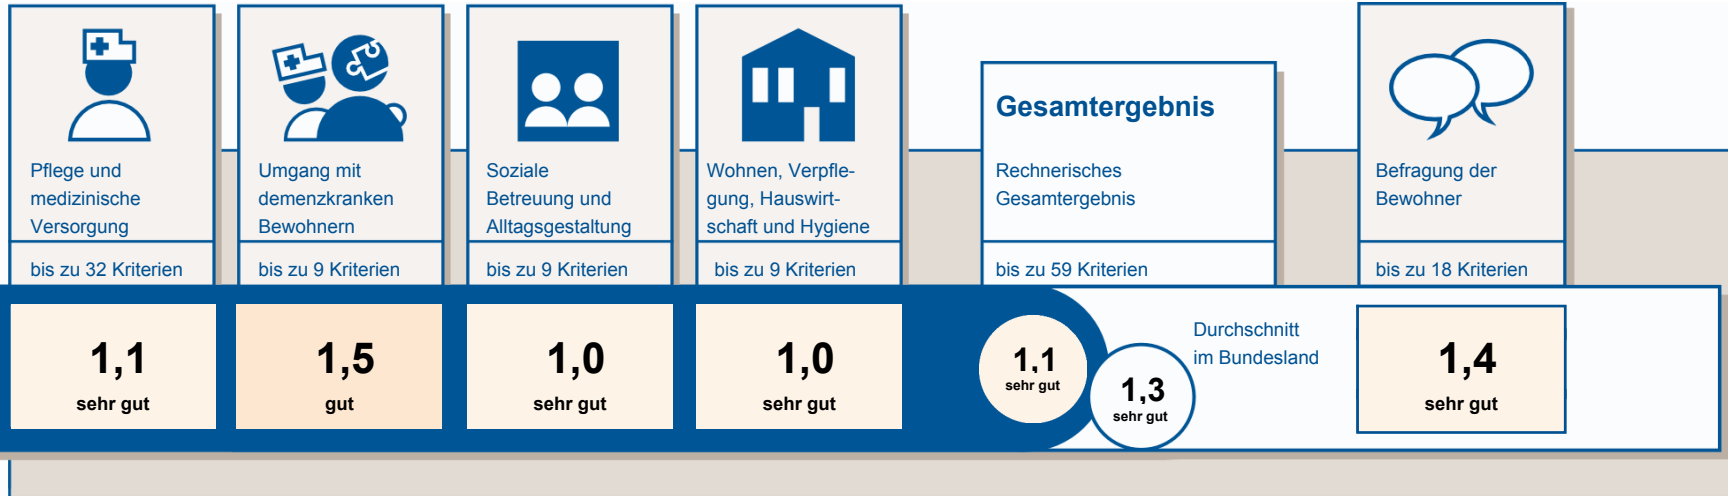 Pflege und
medizinische
Versorgung
bis zu 32 Kriterien
1,1
sehr gut
Umgang mit
demenzkranken
Bewohnern
bis zu 9 Kriterien
1,5
gut
Soziale
Betreuung und
Alltagsgestaltung
bis zu 9 Kriterien
1,0
sehr gut
Wohnen, Verpfle-
gung, Hauswirt-
schaft und Hygiene
bis zu 9 Kriterien
1,0
sehr gut
Gesamtergebnis
Rechnerisches
Gesamtergebnis
bis zu 59 Kriterien
1,1
sehr gut
1,3
sehr gut
Durchschnitt
im Bundesland
Befragung der
Bewohner
bis zu 18 Kriterien
1,4
sehr gut